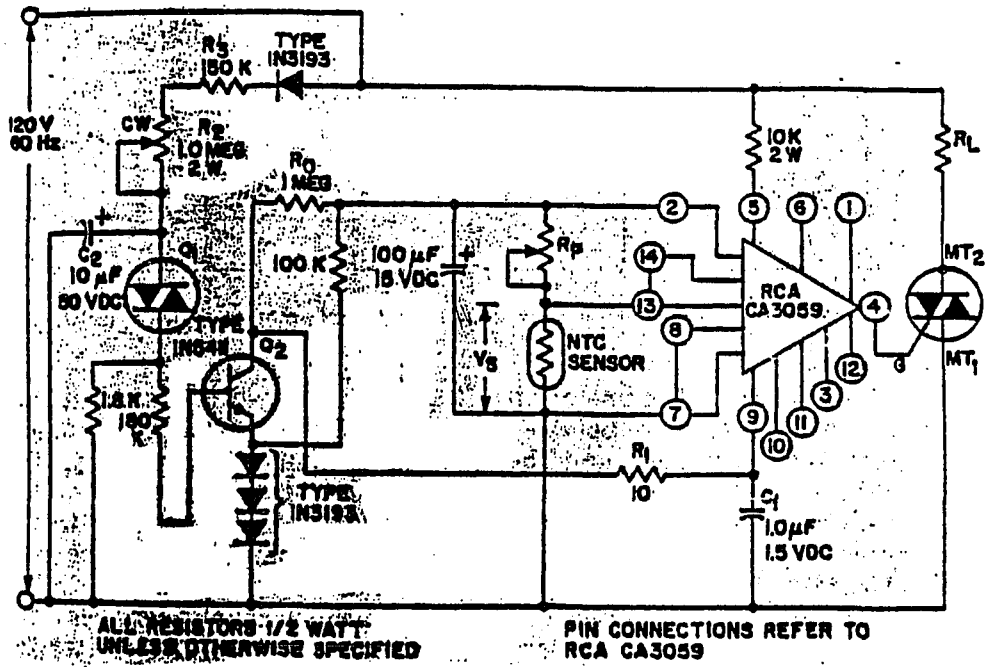 120V
60 Hz
R3
150 K
TYPE
1N3193
CW
R2
1.0 MEG
2 W
R0
1 MEG
+
C2
10 µF
50 VDC
Q1
TYPE
Q2
1.8 K
180
K
TYPE
1N3193
100 K
100 µF
15 VDC
+
RP
VS
NTC
SENSOR
2
14
13
8
7
5
6
1
RCA
CA3059
4
12
3
11
10
9
10K
2 W
RL
MT2
MT1
G
R1
10
C1
1.0 µF
1.5 VDC
ALL RESISTORS 1/2 WATT
UNLESS OTHERWISE SPECIFIED
PIN CONNECTIONS REFER TO
RCA CA3059